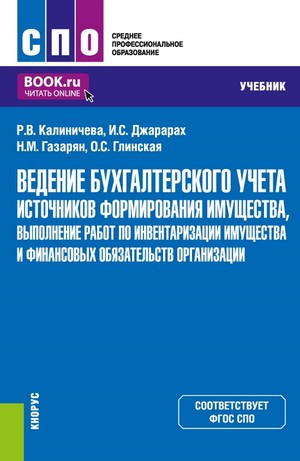 СПО
СРЕДНЕЕ
ПРОФЕССИОНАЛЬНОЕ
ОБРАЗОВАНИЕ
BOOK.ru
ЧИТАТЬ ONLINE
УЧЕБНИК
Р.В. Калиничева, И.С. Джарарах
Н.М. Газарян, О.С. Глинская
ВЕДЕНИЕ БУХГАЛТЕРСКОГО УЧЕТА
ИСТОЧНИКОВ ФОРМИРОВАНИЯ ИМУЩЕСТВА,
ВЫПОЛНЕНИЕ РАБОТ ПО ИНВЕНТАРИЗАЦИИ ИМУЩЕСТВА
И ФИНАНСОВЫХ ОБЯЗАТЕЛЬСТВ ОРГАНИЗАЦИИ
КНОРУС
СООТВЕТСТВУЕТ
ФГОС СПО